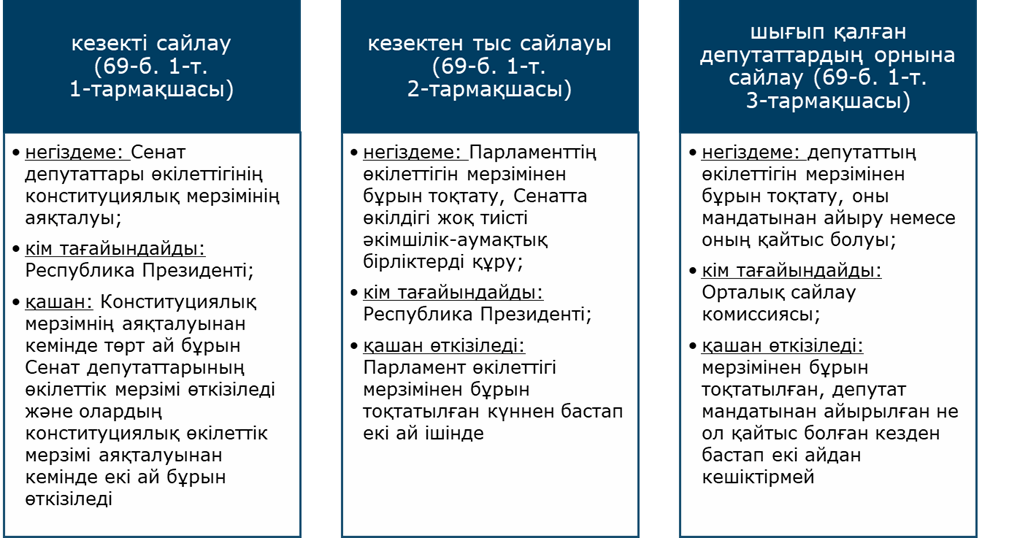 кезекті сайлау
(69-б. 1-т.
1-тармақшасы)
• негіздеме: Сенат
депутаттары өкілеттігінің
конституциялық мерзімінің
аяқталуы;
• кім тағайындайды:
Республика Президенті;
• қашан: Конституциялық
мерзімнің аяқталуынан
кемінде төрт ай бұрын
Сенат депутаттарының
өкілеттік мерзімі өткізіледі
және олардың
конституциялық өкілеттік
мерзімі аяқталуынан
кемінде екі ай бұрын
өткізіледі
кезектен тыс сайлауы
(69-б. 1-т.
2-тармақшасы)
• негіздеме: Парламенттің
өкілеттігін мерзімінен
бұрын тоқтату, Сенатта
өкілдігі жоқ тиісті
әкімшілік-аумақтық
бірліктерді құру;
• кім тағайындайды:
Республика Президенті;
• қашан өткізіледі:
Парламент өкілеттігі
мерзімінен бұрын
тоқтатылған күннен бастап
екі ай ішінде
шығып қалған
депутаттардың орнына
сайлау (69-б. 1-т.
3-тармақшасы)
• негіздеме: депутаттың
өкілеттігін мерзімінен
бұрын тоқтату, оны
мандатынан айыру немесе
оның қайтыс болуы;
• кім тағайындайды:
Орталық сайлау
комиссиясы;
• қашан өткізіледі:
мерзімінен бұрын
тоқтатылған, депутат
мандатынан айырылған не
ол қайтыс болған кезден
бастап екі айдан
кешіктірмей